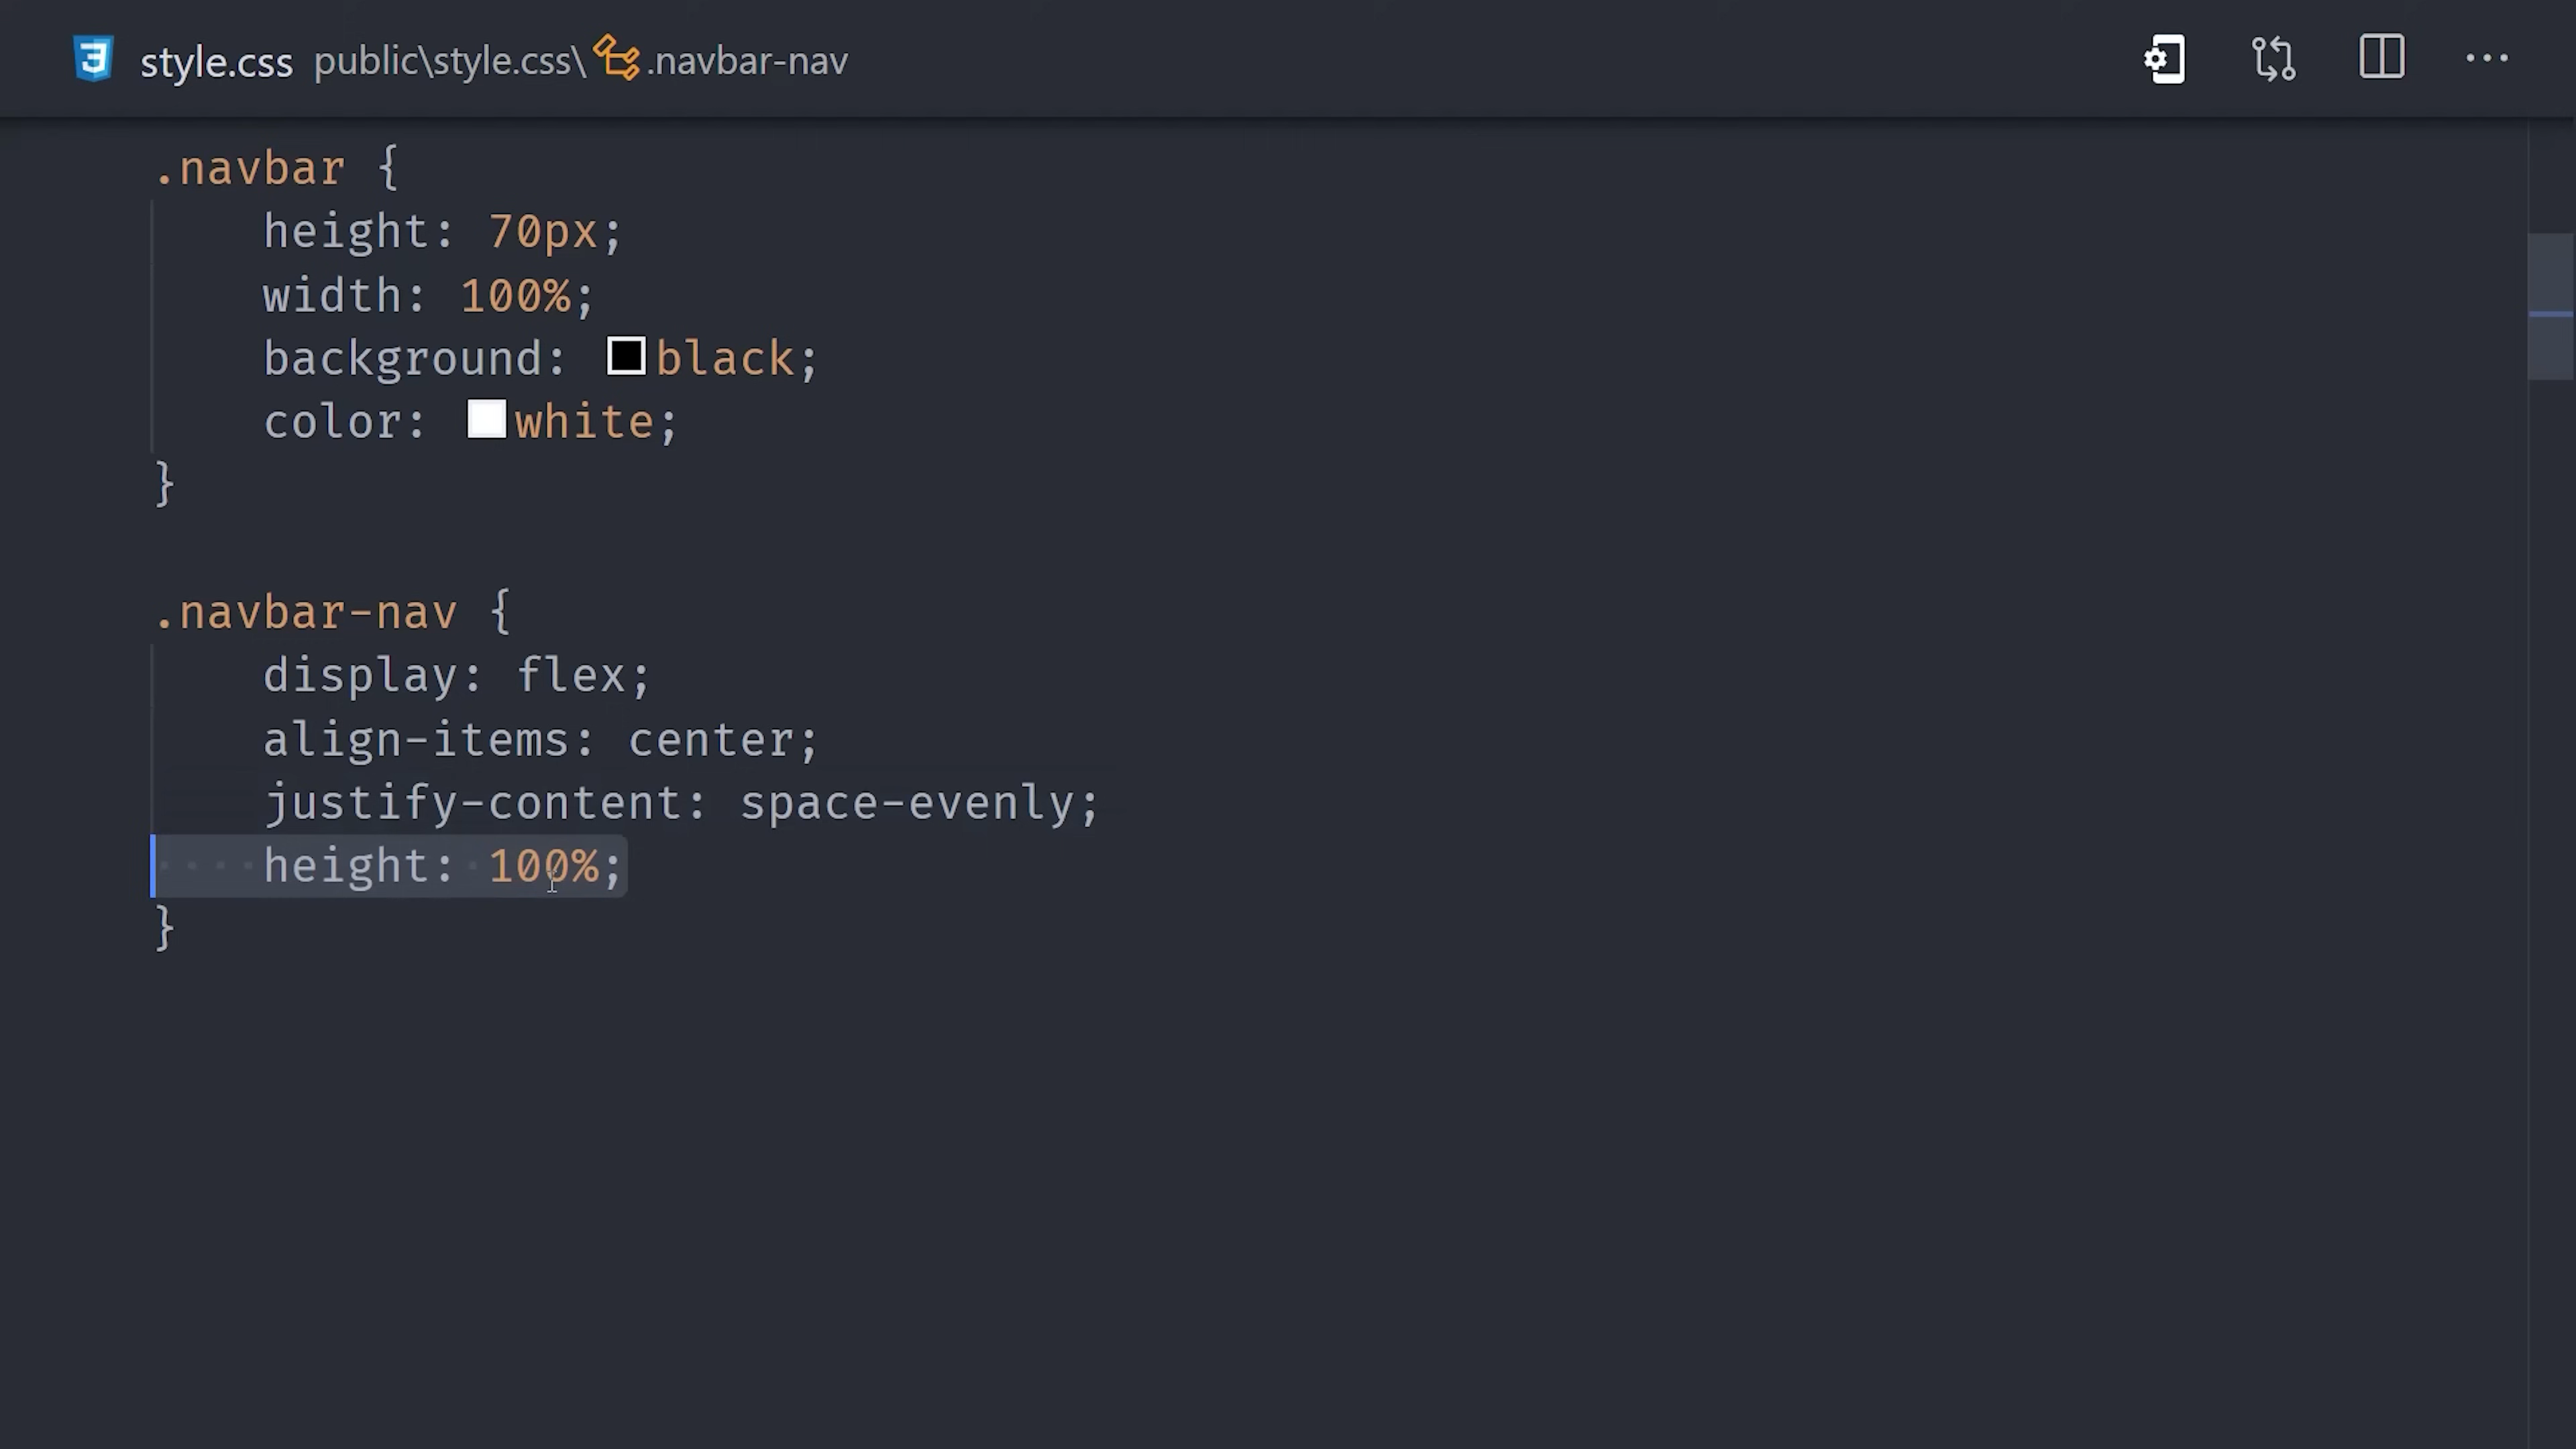 style.css public\style.css\ .navbar-nav
.navbar {
height: 70px;
width: 100%;
background: black;
color: white;
}
.navbar-nav {
display: flex;
align-items: center;
justify-content: space-evenly;
height: 100%;
}